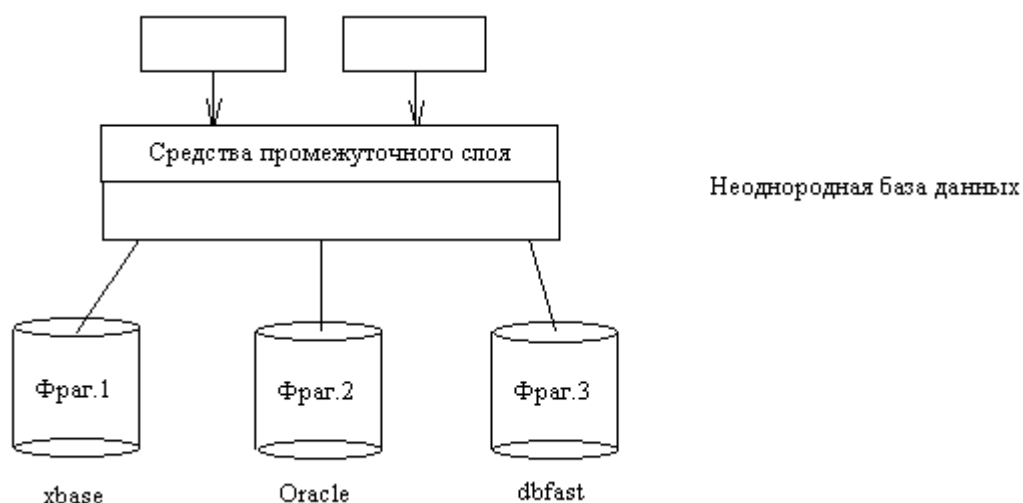 Средства промежуточного слоя
Неоднородная база данных
Фраг.1
Фраг.2
Фраг.3
xbase
Oracle
dbfast